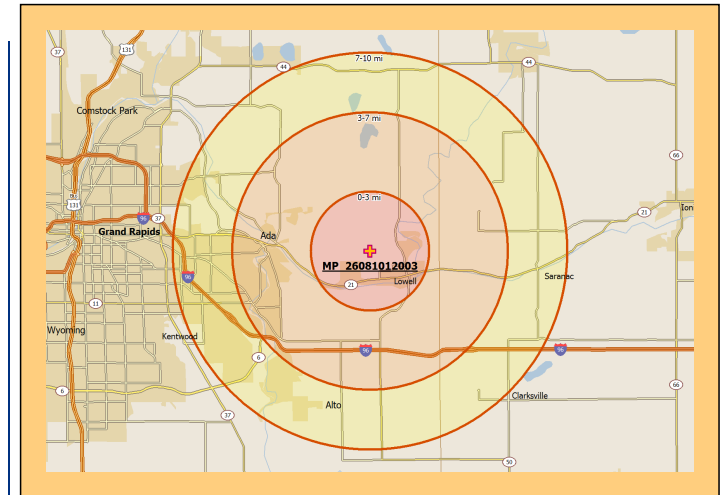 37
131
7-10 mi
44
44
Comstock Park
3-7 mi
66
0-3 mi
131
96
37
21
Ion
Grand Rapids
Ada
MP_26081012003
96
21
Lowell
Saranac
11
Wyoming
Kentwood
96
96
6
6
66
Clarksville
Alto
37
50